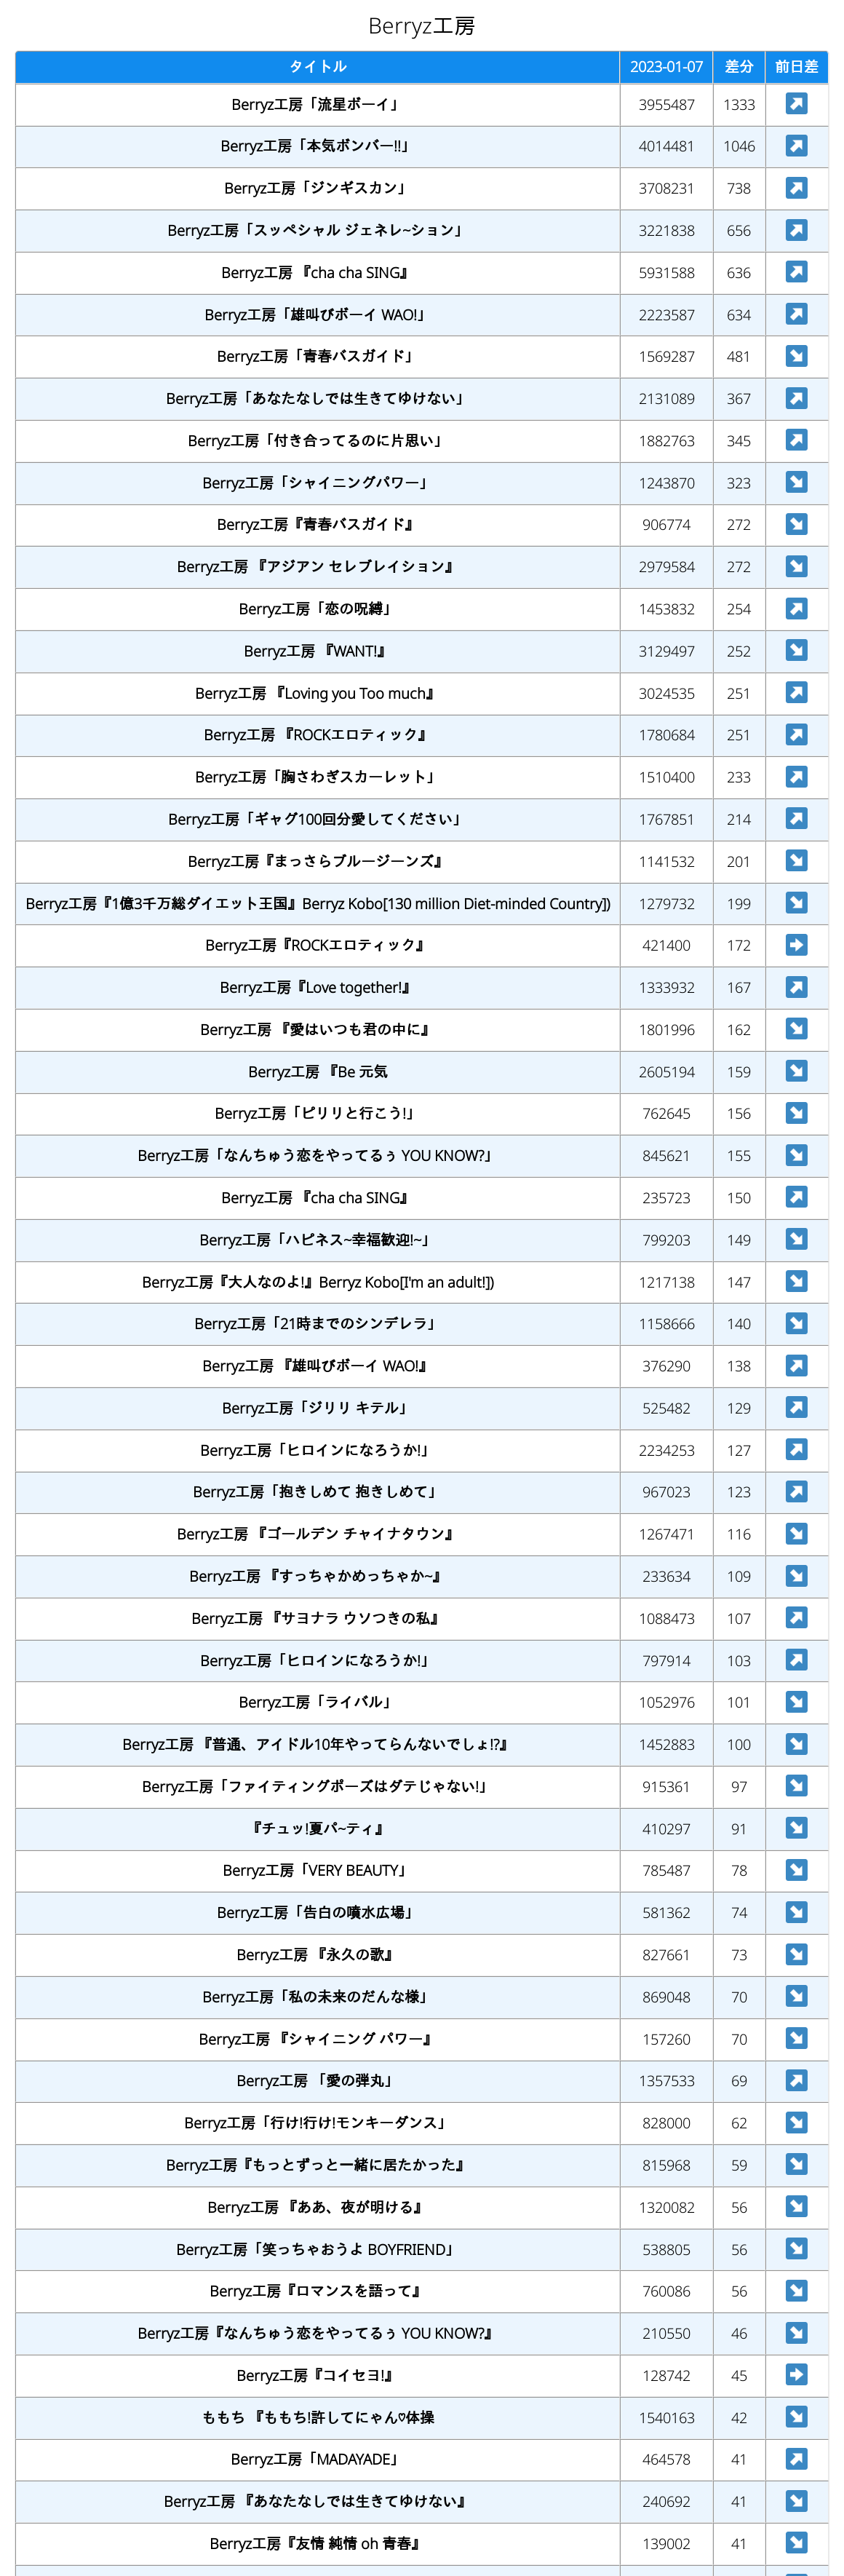 Berryz工房
タイトル 2023-01-07 差分 前日差
Berryz工房「流星ボーイ」 3955487 1333 ↗
Berryz工房「本気ボンバー!!」 4014481 1046 ↗
Berryz工房「ジンギスカン」 3708231 738 ↗
Berryz工房「スッペシャル ジェネレ~ション」 3221838 656 ↗
Berryz工房 『cha cha SING』 5931588 636 ↗
Berryz工房「雄叫びボーイ WAO!」 2223587 634 ↗
Berryz工房「青春バスガイド」 1569287 481 ↘
Berryz工房「あなたなしでは生きてゆけない」 2131089 367 ↗
Berryz工房「付き合ってるのに片思い」 1882763 345 ↗
Berryz工房「シャイニングパワー」 1243870 323 ↘
Berryz工房『青春バスガイド』 906774 272 ↘
Berryz工房 『アジアン セレブレイション』 2979584 272 ↘
Berryz工房「恋の呪縛」 1453832 254 ↗
Berryz工房 『WANT!』 3129497 252 ↘
Berryz工房 『Loving you Too much』 3024535 251 ↗
Berryz工房 『ROCKエロティック』 1780684 251 ↗
Berryz工房「胸さわぎスカーレット」 1510400 233 ↗
Berryz工房「ギャグ100回分愛してください」 1767851 214 ↗
Berryz工房『まっさらブルージーンズ』 1141532 201 ↘
Berryz工房『1億3千万総ダイエット王国』Berryz Kobo[130 million Diet-minded Country]) 1279732 199 ↘
Berryz工房『ROCKエロティック』 421400 172 ➡
Berryz工房『Love together!』 1333932 167 ↗
Berryz工房 『愛はいつも君の中に』 1801996 162 ↘
Berryz工房 『Be 元気 2605194 159 ↘
Berryz工房「ピリリと行こう!」 762645 156 ↘
Berryz工房「なんちゅう恋をやってるぅ YOU KNOW?」 845621 155 ↘
Berryz工房 『cha cha SING』 235723 150 ↗
Berryz工房「ハピネス~幸福歓迎!~」 799203 149 ↘
Berryz工房『大人なのよ!』Berryz Kobo[I'm an adult!]) 1217138 147 ↘
Berryz工房「21時までのシンデレラ」 1158666 140 ↘
Berryz工房 『雄叫びボーイ WAO!』 376290 138 ↗
Berryz工房「ジリリ キテル」 525482 129 ↗
Berryz工房「ヒロインになろうか!」 2234253 127 ↗
Berryz工房「抱きしめて 抱きしめて」 967023 123 ↗
Berryz工房 『ゴールデン チャイナタウン』 1267471 116 ↘
Berryz工房 『すっちゃかめっちゃか~』 233634 109 ↘
Berryz工房 『サヨナラ ウソつきの私』 1088473 107 ↗
Berryz工房「ヒロインになろうか!」 797914 103 ↗
Berryz工房「ライバル」 1052976 101 ↘
Berryz工房 『普通、アイドル10年やってらんないでしょ!?』 1452883 100 ↘
Berryz工房「ファイティングポーズはダテじゃない!」 915361 97 ↘
『チュッ!夏パ~ティ』 410297 91 ↘
Berryz工房「VERY BEAUTY」 785487 78 ↘
Berryz工房「告白の噴水広場」 581362 74 ↘
Berryz工房 『永久の歌』 827661 73 ↘
Berryz工房「私の未来のだんな様」 869048 70 ↘
Berryz工房 『シャイニング パワー』 157260 70 ↘
Berryz工房 「愛の弾丸」 1357533 69 ↗
Berryz工房「行け!行け!モンキーダンス」 828000 62 ↘
Berryz工房『もっとずっと一緒に居たかった』 815968 59 ↘
Berryz工房 『ああ、夜が明ける』 1320082 56 ↘
Berryz工房「笑っちゃおうよ BOYFRIEND」 538805 56 ↘
Berryz工房『ロマンスを語って』 760086 56 ↘
Berryz工房『なんちゅう恋をやってるぅ YOU KNOW?』 210550 46 ↘
Berryz工房『コイセヨ!』 128742 45 ➡
ももち 『ももち!許してにゃん♡体操 1540163 42 ↘
Berryz工房「MADAYADE」 464578 41 ↗
Berryz工房 『あなたなしでは生きてゆけない』 240692 41 ↘
Berryz工房『友情 純情 oh 青春』 139002 41 ↘